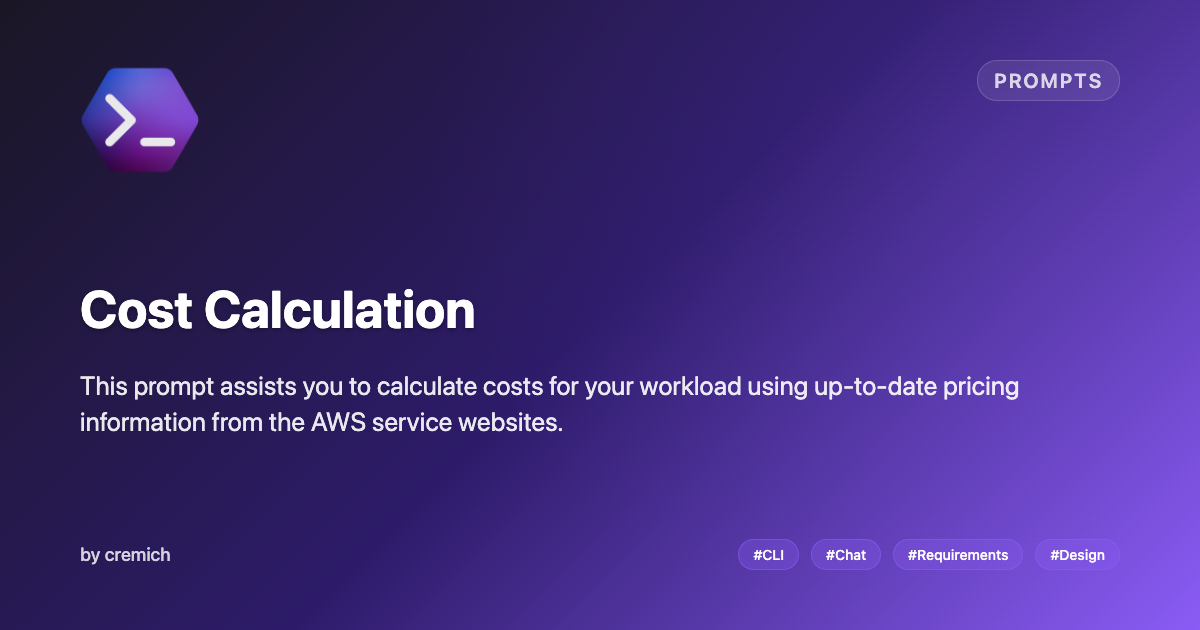 PROMPTS
Cost Calculation
This prompt assists you to calculate costs for your workload using up-to-date pricing
information from the AWS service websites.
by cremich
#CLI #Chat #Requirements #Design